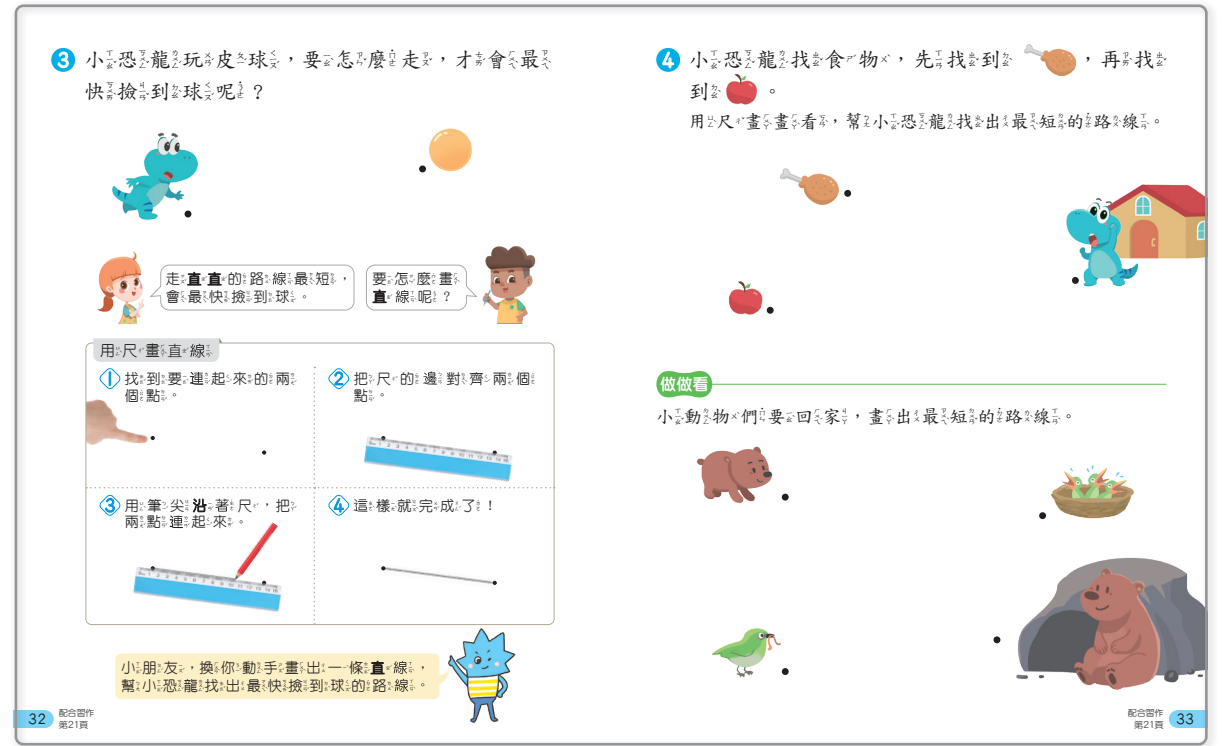 3 小恐龍玩皮球，要怎麼走，才會最
快撿到球呢？
走直直的路線最短，
會最快撿到球。
要怎麼畫
直線呢？
用尺畫直線
1 找到要連起來的兩
個點。
2 把尺的邊對齊兩個
點。
3 用筆尖沿著尺，把
兩點連起來。
4 這樣就完成了！
小朋友，換你動手畫出一條直線，
幫小恐龍找出最快撿到球的路線。
32 配合習作
第21頁
4 小恐龍找食物，先找到 ，再找
到 。
用尺畫畫看，幫小恐龍找出最短的路線。
做做看
小動物們要回家，畫出最短的路線。
配合習作
第21頁 33